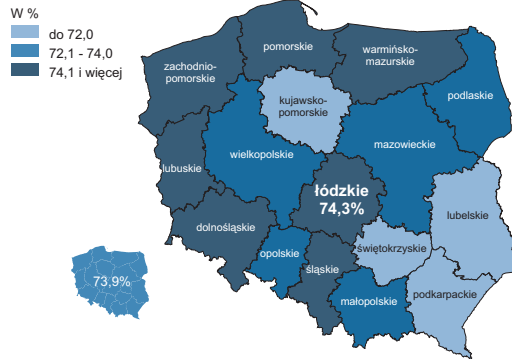 W %
do 72,0
72,1 - 74,0
74,1 i więcej
pomorskie
warmińsko-
mazurskie
zachodnio-
pomorskie
podlaskie
kujawsko-
pomorskie
mazowieckie
wielkopolskie
lubuskie
łódzkie
74,3%
lubelskie
dolnośląskie
świętokrzyskie
opolskie
śląskie
73,9%
małopolskie
podkarpackie